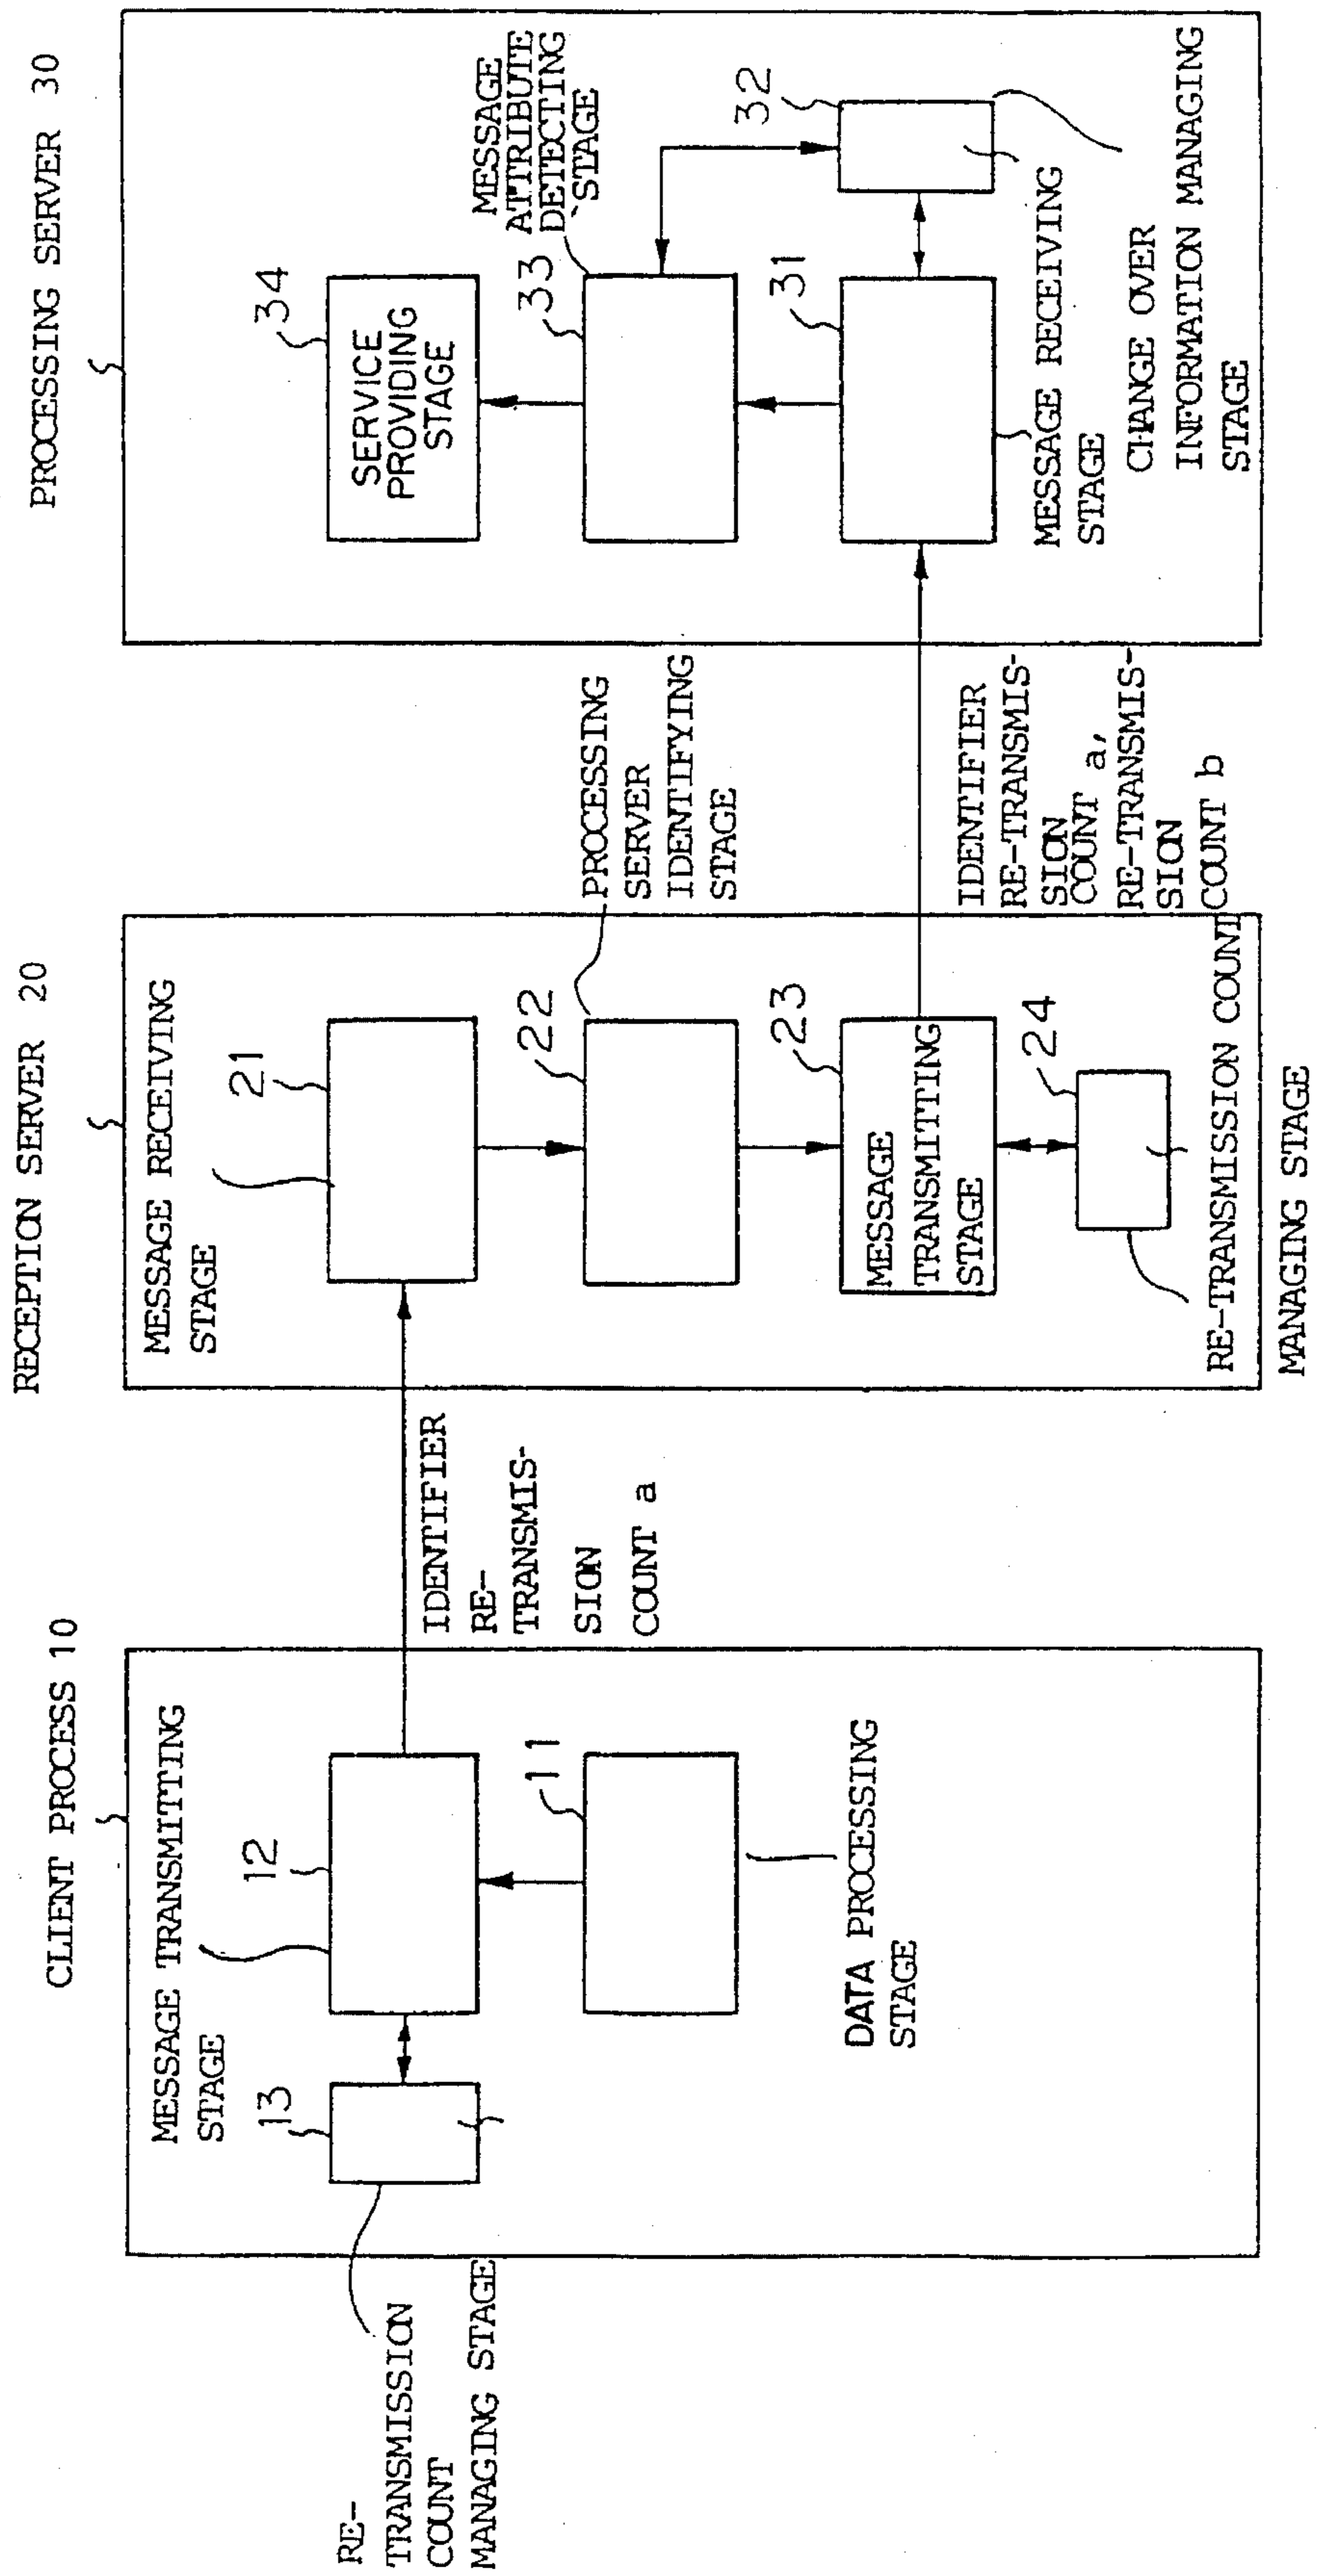 CLIENT PROCESS 10
MESSAGE TRANSMITTING
STAGE
13
12
11
RE-
TRANSMISSION
COUNT
MANAGING STAGE
DATA PROCESSING
STAGE
IDENTIFIER
RE-
TRANSMIS-
SION
COUNT a
RECEPTION SERVER 20
MESSAGE RECEIVING
STAGE
21
22
PROCESSING
SERVER
IDENTIFYING
STAGE
23
MESSAGE
TRANSMITTING
STAGE
24
RE-TRANSMISSION COUNT
MANAGING STAGE
IDENTIFIER
RE-TRANSMIS-
SION
COUNT a,
RE-TRANSMIS-
SION
COUNT b
PROCESSING SERVER 30
34
SERVICE
PROVIDING
STAGE
MESSAGE
ATTRIBUTE
DETECTING
STAGE
33
32
31
MESSAGE RECEIVING
STAGE
CHANGE OVER
INFORMATION MANAGING
STAGE